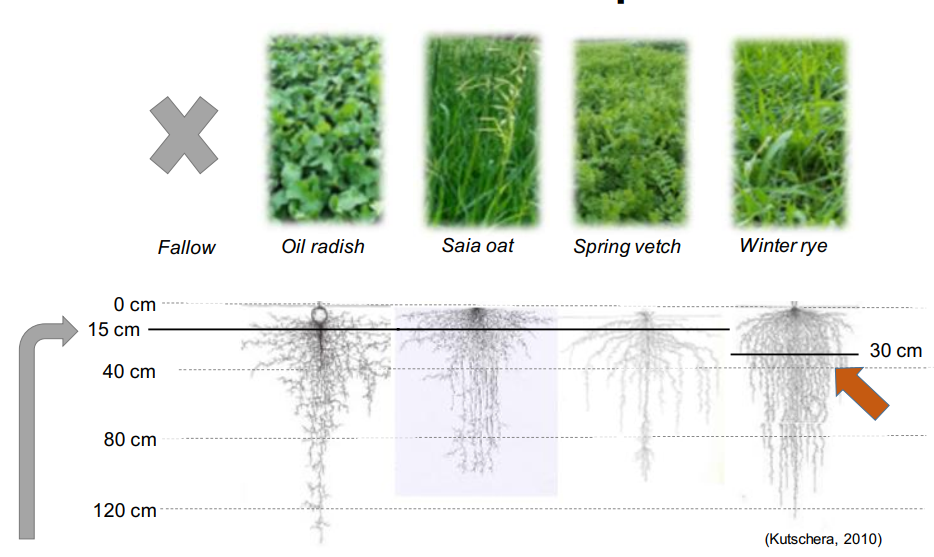 Fallow
Oil radish
Saia oat
Spring vetch
Winter rye
0 cm
15 cm
30 cm
40 cm
80 cm
120 cm
(Kutschera, 2010)